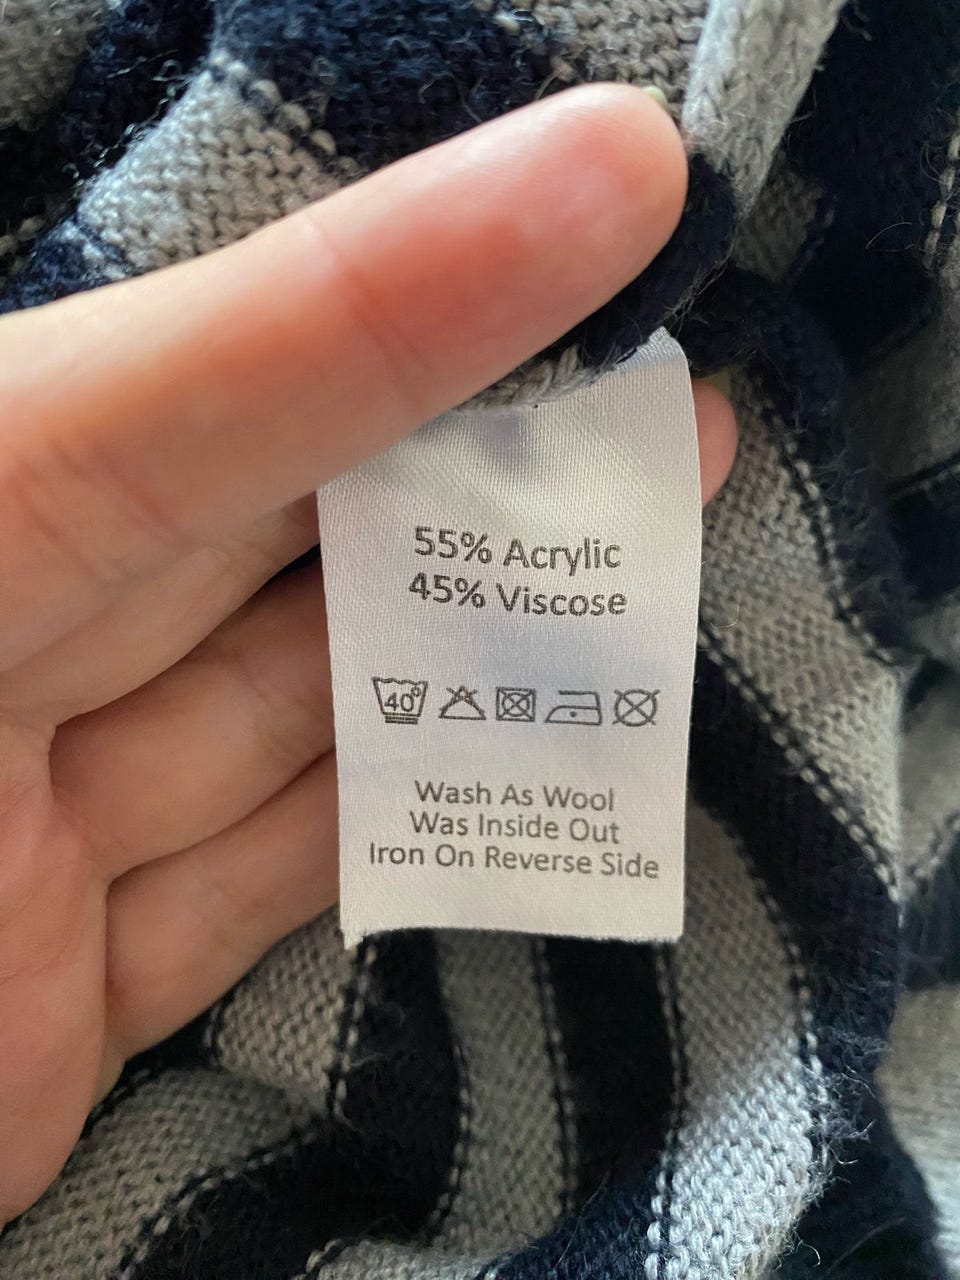 55% Acrylic
45% Viscose
40°
Wash As Wool
Was Inside Out
Iron On Reverse Side